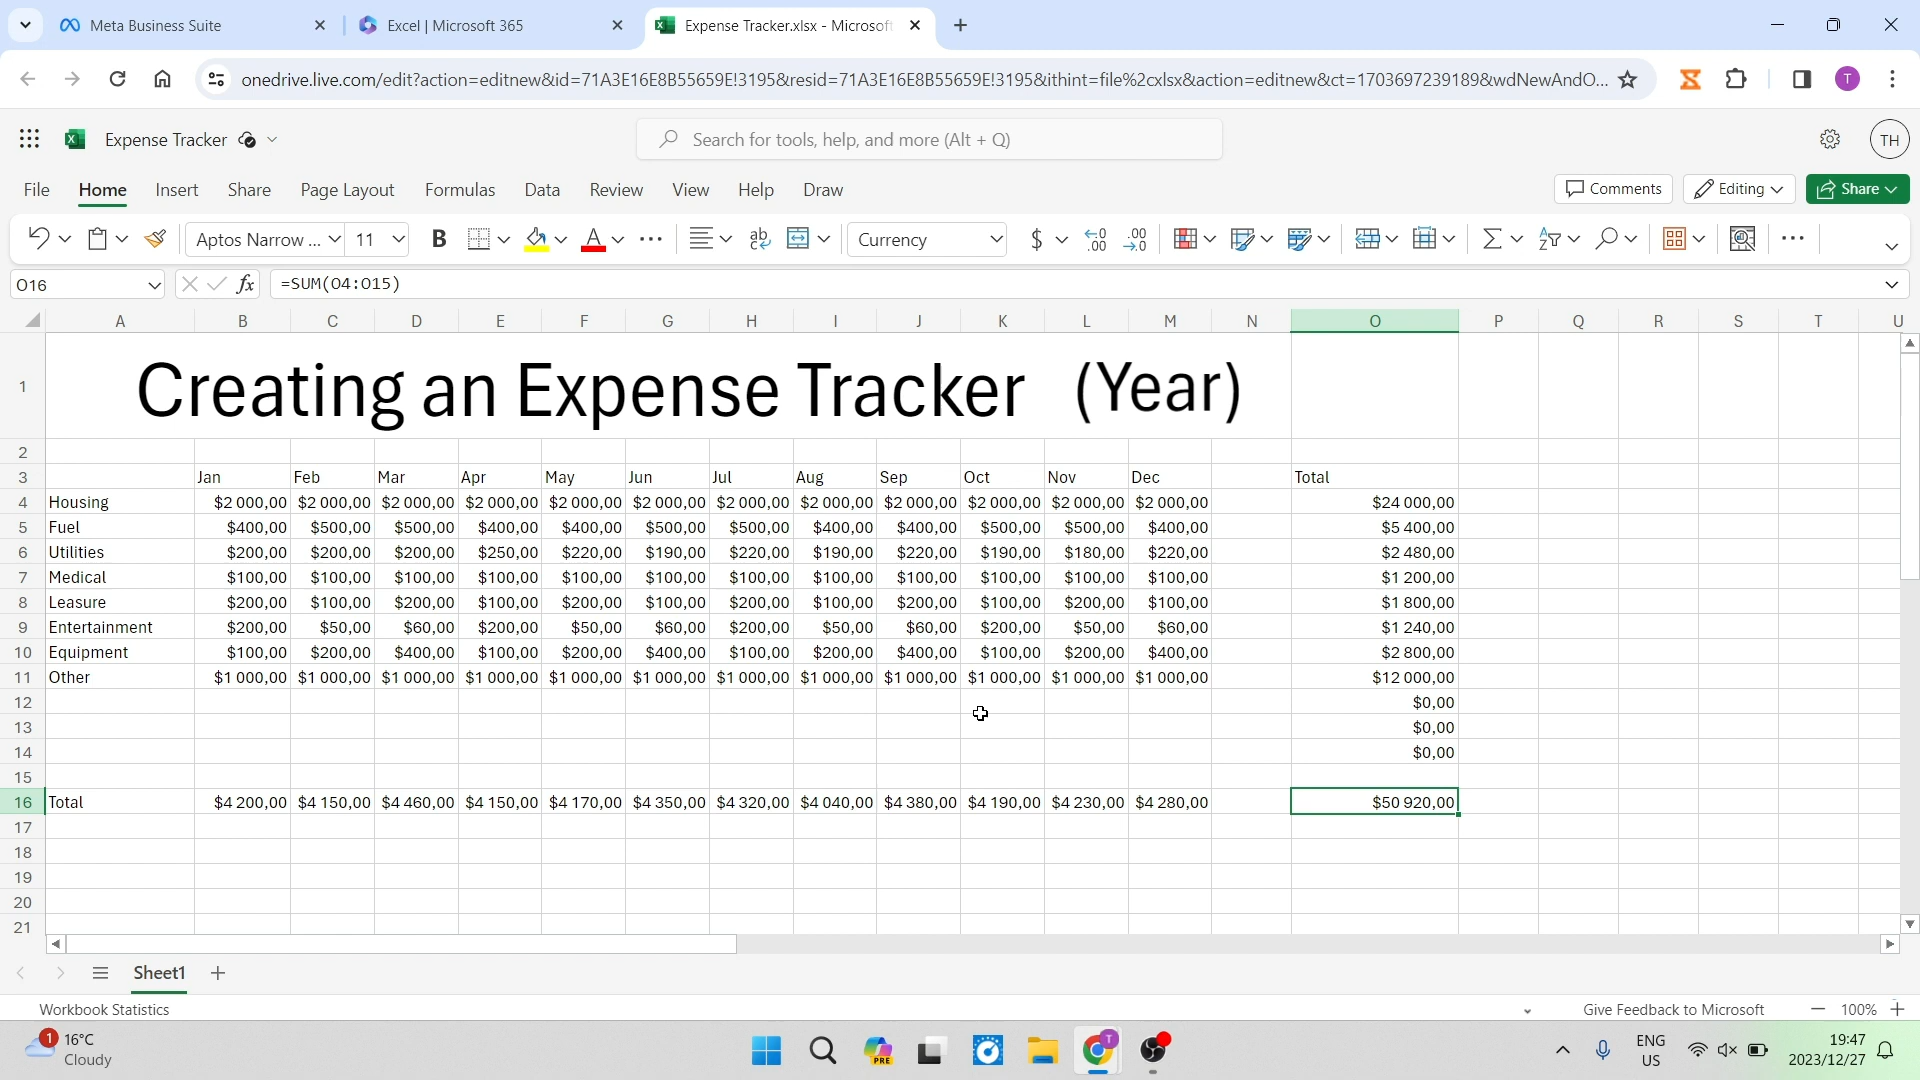 Meta Business Suite
Excel | Microsoft 365
Expense Tracker.xlsx - Microsof
onedrive.live.com/edit?action=editnew&id=71A3E16E8B55659E!3195&resid=71A3E16E8B55659E!3195&ithint=file%2cxlsx&action=editnew&ct=1703697239189&wdNewAndO...
T
Expense Tracker
Search for tools, help, and more (Alt + Q)
TH
File Home Insert Share Page Layout Formulas Data Review View Help Draw
Comments Editing Share
Aptos Narrow ... 11 B A ab Currency $ .00 .00
O16 fx =SUM(O4:O15)
A B C D E F G H I J K L M N O P Q R S T U
1 Creating an Expense Tracker (Year)
2
3 Jan Feb Mar Apr May Jun Jul Aug Sep Oct Nov Dec Total
4 Housing $2 000,00 $2 000,00 $2 000,00 $2 000,00 $2 000,00 $2 000,00 $2 000,00 $2 000,00 $2 000,00 $2 000,00 $2 000,00 $2 000,00 $24 000,00
5 Fuel $400,00 $500,00 $500,00 $400,00 $400,00 $500,00 $500,00 $400,00 $400,00 $500,00 $500,00 $400,00 $5 400,00
6 Utilities $200,00 $200,00 $200,00 $250,00 $220,00 $190,00 $220,00 $190,00 $220,00 $190,00 $180,00 $220,00 $2 480,00
7 Medical $100,00 $100,00 $100,00 $100,00 $100,00 $100,00 $100,00 $100,00 $100,00 $100,00 $100,00 $100,00 $1 200,00
8 Leasure $200,00 $100,00 $200,00 $100,00 $200,00 $100,00 $200,00 $100,00 $200,00 $100,00 $200,00 $100,00 $1 800,00
9 Entertainment $200,00 $50,00 $60,00 $200,00 $50,00 $60,00 $200,00 $50,00 $60,00 $200,00 $50,00 $60,00 $1 240,00
10 Equipment $100,00 $200,00 $400,00 $100,00 $200,00 $400,00 $100,00 $200,00 $400,00 $100,00 $200,00 $400,00 $2 800,00
11 Other $1 000,00 $1 000,00 $1 000,00 $1 000,00 $1 000,00 $1 000,00 $1 000,00 $1 000,00 $1 000,00 $1 000,00 $1 000,00 $1 000,00 $12 000,00
12 $0,00
13 $0,00
14 $0,00
15
16 Total $4 200,00 $4 150,00 $4 460,00 $4 150,00 $4 170,00 $4 350,00 $4 320,00 $4 040,00 $4 380,00 $4 190,00 $4 230,00 $4 280,00 $50 920,00
17
18
19
20
21
Sheet1
Workbook Statistics Give Feedback to Microsoft 100%
1 16°C
Cloudy
PRE
T
ENG
US
19:47
2023/12/27